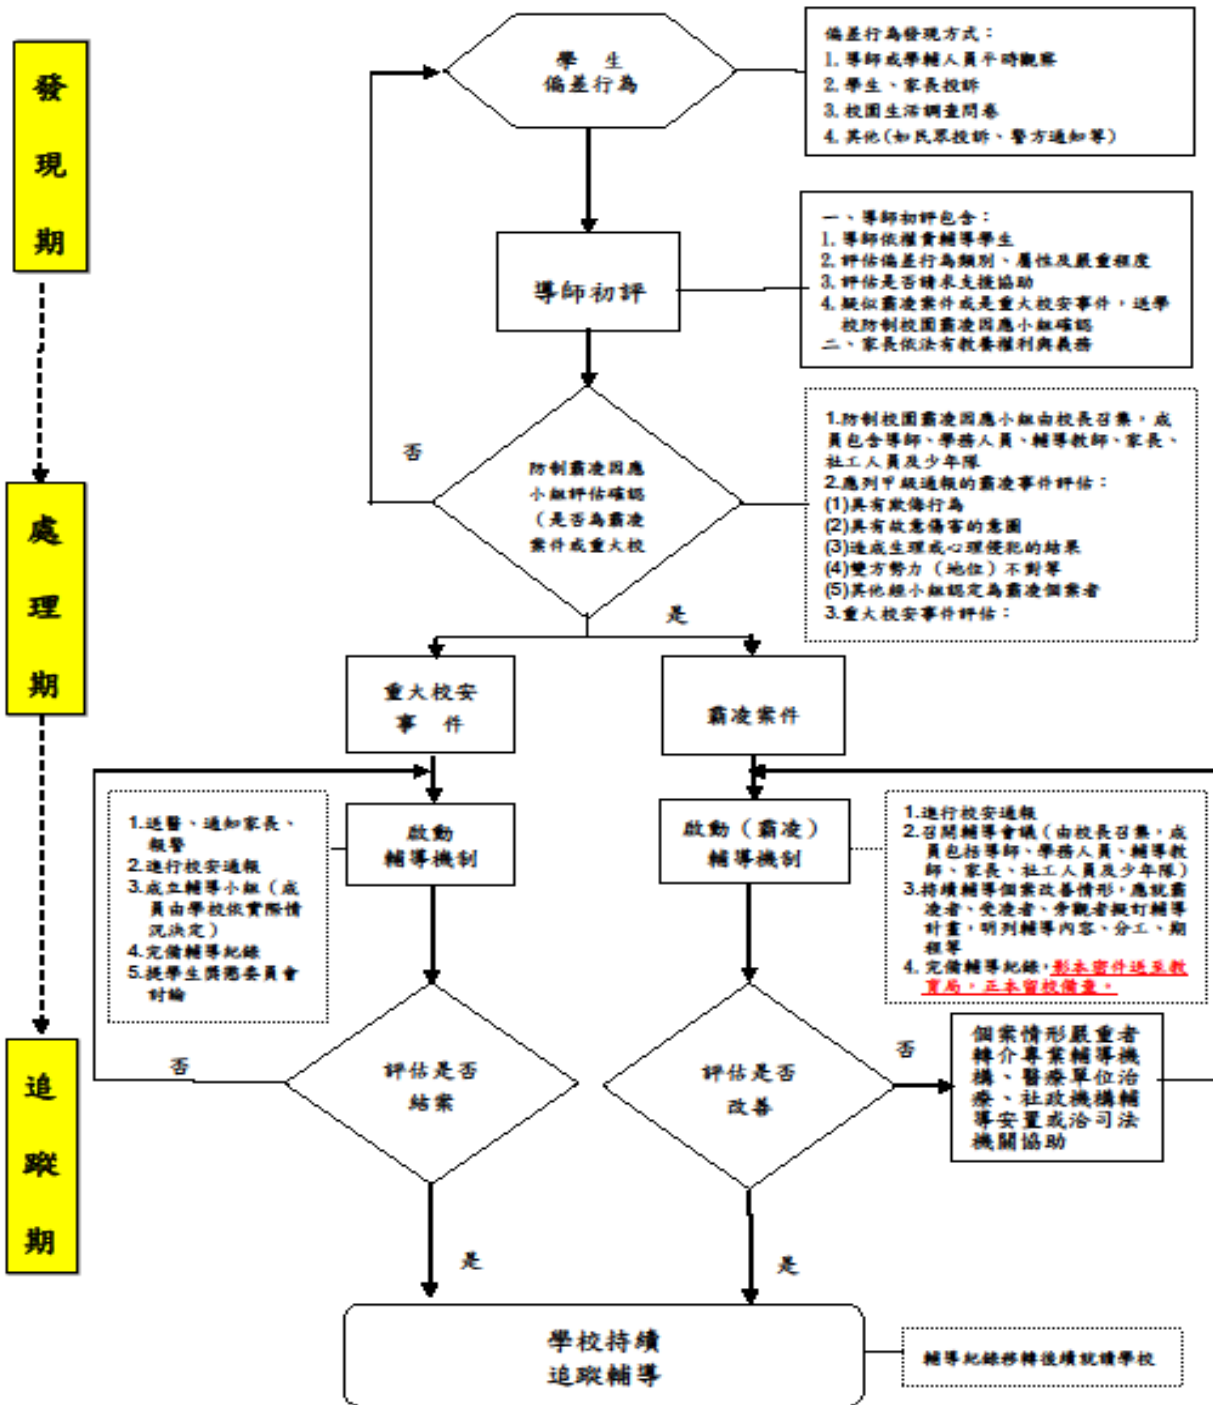 發現期
學　生
偏差行為
偏差行為發現方式：
1. 導師或學輔人員平時觀察
2. 學生、家長投訴
3. 校園生活調查問卷
4. 其他(如民眾投訴、警方通知等)
導師初評
一、導師初評包含：
1. 導師依權責輔導學生
2. 評估偏差行為類別、屬性及嚴重程度
3. 評估是否請求支援協助
4. 疑似霸凌案件或是重大校安事件，送學
校防制校園霸凌因應小組確認
二、家長依法有教養權利與義務
處理期
否
防制霸凌因應
小組評估確認
（是否為霸凌
案件或重大校
是
1.防制校園霸凌因應小組由校長召集，成
員包含導師、學務人員、輔導教師、家長、
社工人員及少年隊
2.應列甲級通報的霸凌事件評估：
(1)具有欺侮行為
(2)具有故意傷害的意圖
(3)造成生理或心理侵犯的結果
(4)雙方勢力（地位）不對等
(5)其他經小組認定為霸凌個案者
3.重大校安事件評估：
重大校安
事　件
霸凌案件
1.送醫、通知家長、
報警
2.進行校安通報
3.成立輔導小組（成
員由學校依實際情
況決定）
4.完備輔導紀錄
5.提學生獎懲委員會
討論
啟動
輔導機制
啟動（霸凌）
輔導機制
1.進行校安通報
2.召開輔導會議（由校長召集，成
員包括導師、學務人員、輔導教
師、家長、社工人員及少年隊）
3.持續輔導個案改善情形，應就霸
凌者、受凌者、旁觀者擬訂輔導
計畫，明列輔導內容、分工、期
程等
4. 完備輔導紀錄，影本密件送至教
育局，正本留校備查。
追蹤期
否
評估是否
結案
是
評估是否
改善
否
是
個案情形嚴重者
轉介專業輔導機
構、醫療單位治
療、社政機構輔
導安置或洽司法
機關協助
學校持續
追蹤輔導
輔導紀錄移轉後續就讀學校